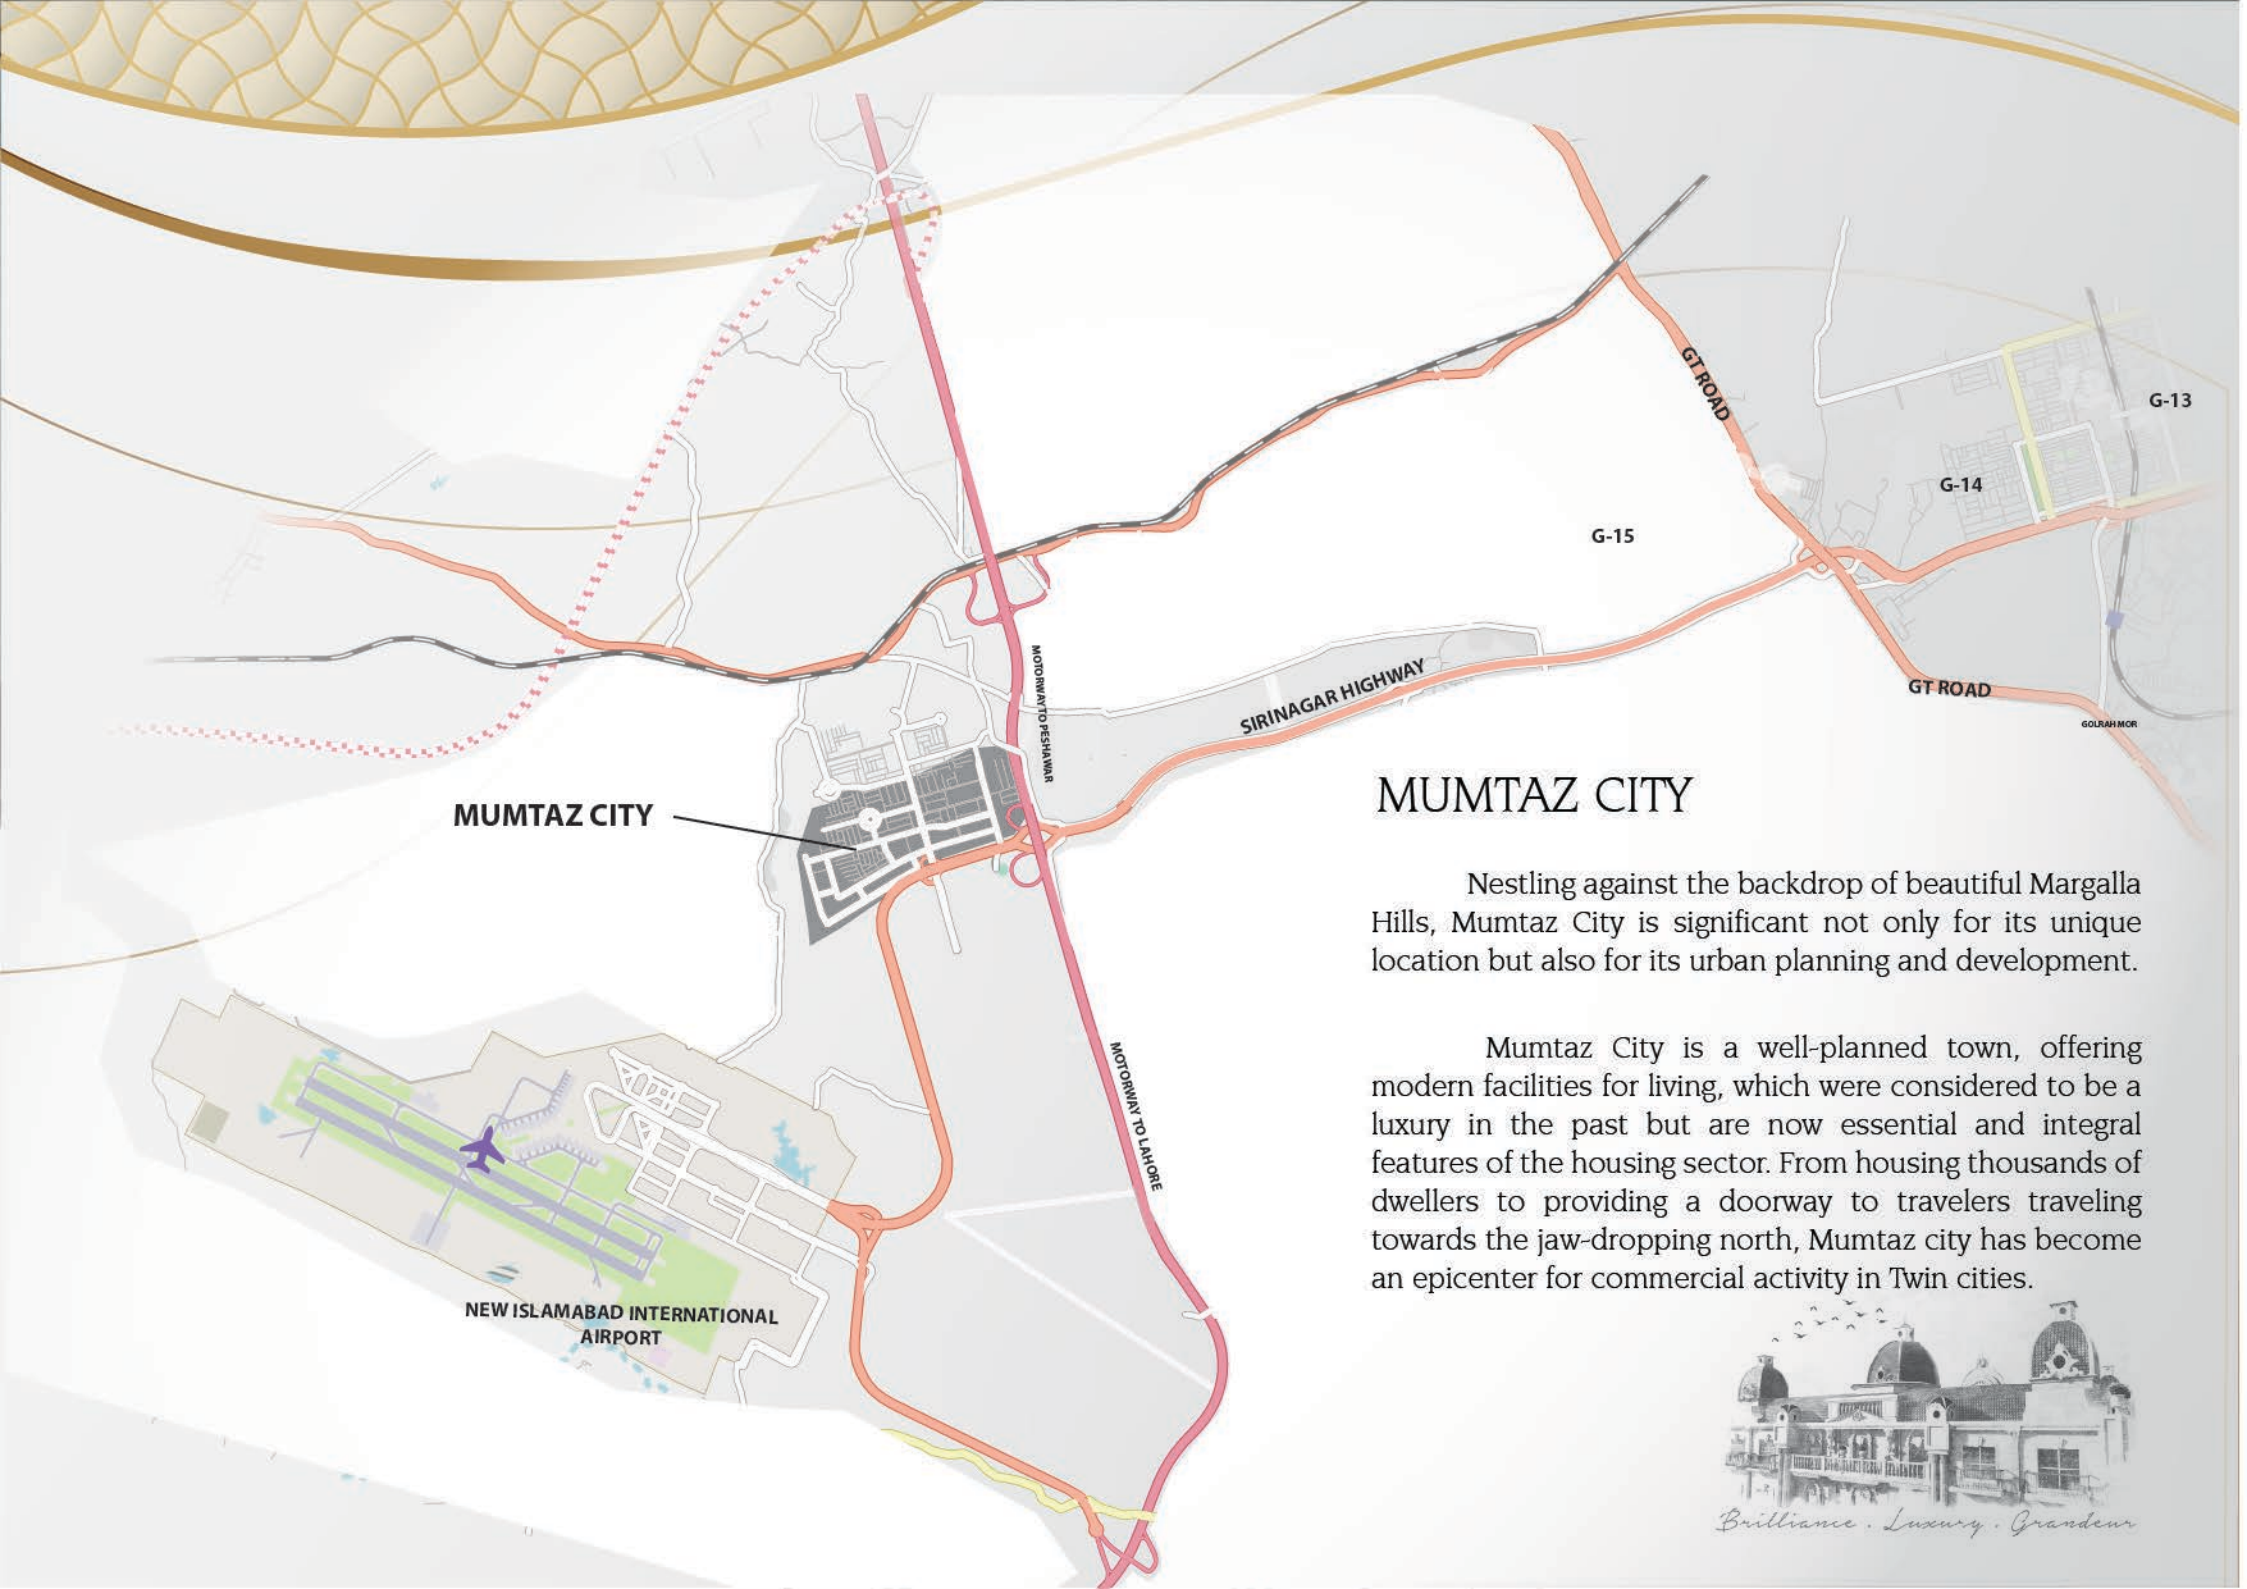 GT ROAD
G-13
G-14
G-15
MOTORWAY TO PESHAWAR
SIRINAGAR HIGHWAY
GT ROAD
GOLRAH MOR
MUMTAZ CITY
MUMTAZ CITY
Nestling against the backdrop of beautiful Margalla
Hills, Mumtaz City is significant not only for its unique
location but also for its urban planning and development.
Mumtaz City is a well-planned town, offering
modern facilities for living, which were considered to be a
luxury in the past but are now essential and integral
features of the housing sector. From housing thousands of
dwellers to providing a doorway to travelers traveling
towards the jaw-dropping north, Mumtaz city has become
an epicenter for commercial activity in Twin cities.
MOTORWAY TO LAHORE
NEW ISLAMABAD INTERNATIONAL
AIRPORT
Brilliance . Luxury . Grandeur